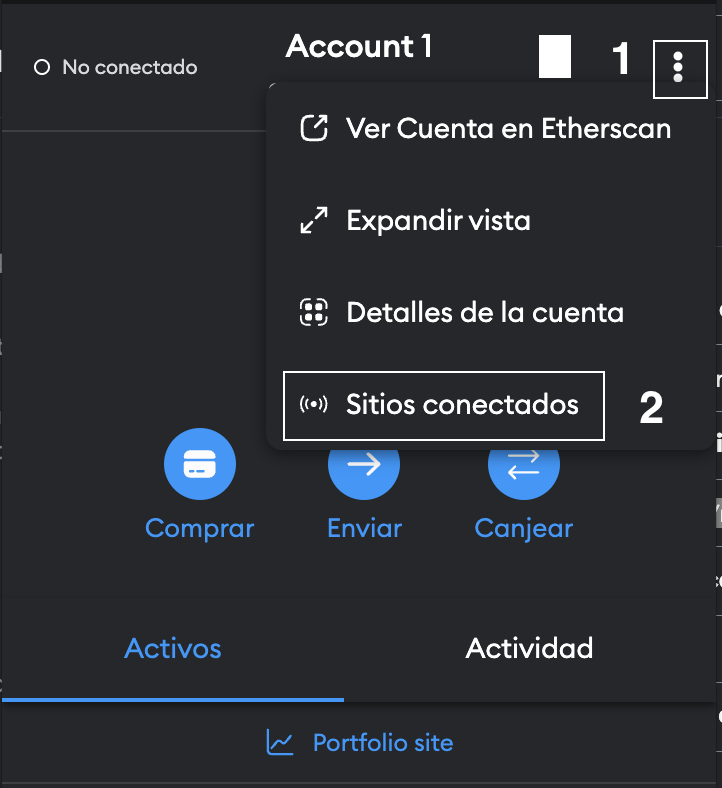 Account 1
1
No conectado
Ver Cuenta en Etherscan
Expandir vista
Detalles de la cuenta
Sitios conectados
2
Comprar
Enviar
Canjear
Activos
Actividad
Portfolio site